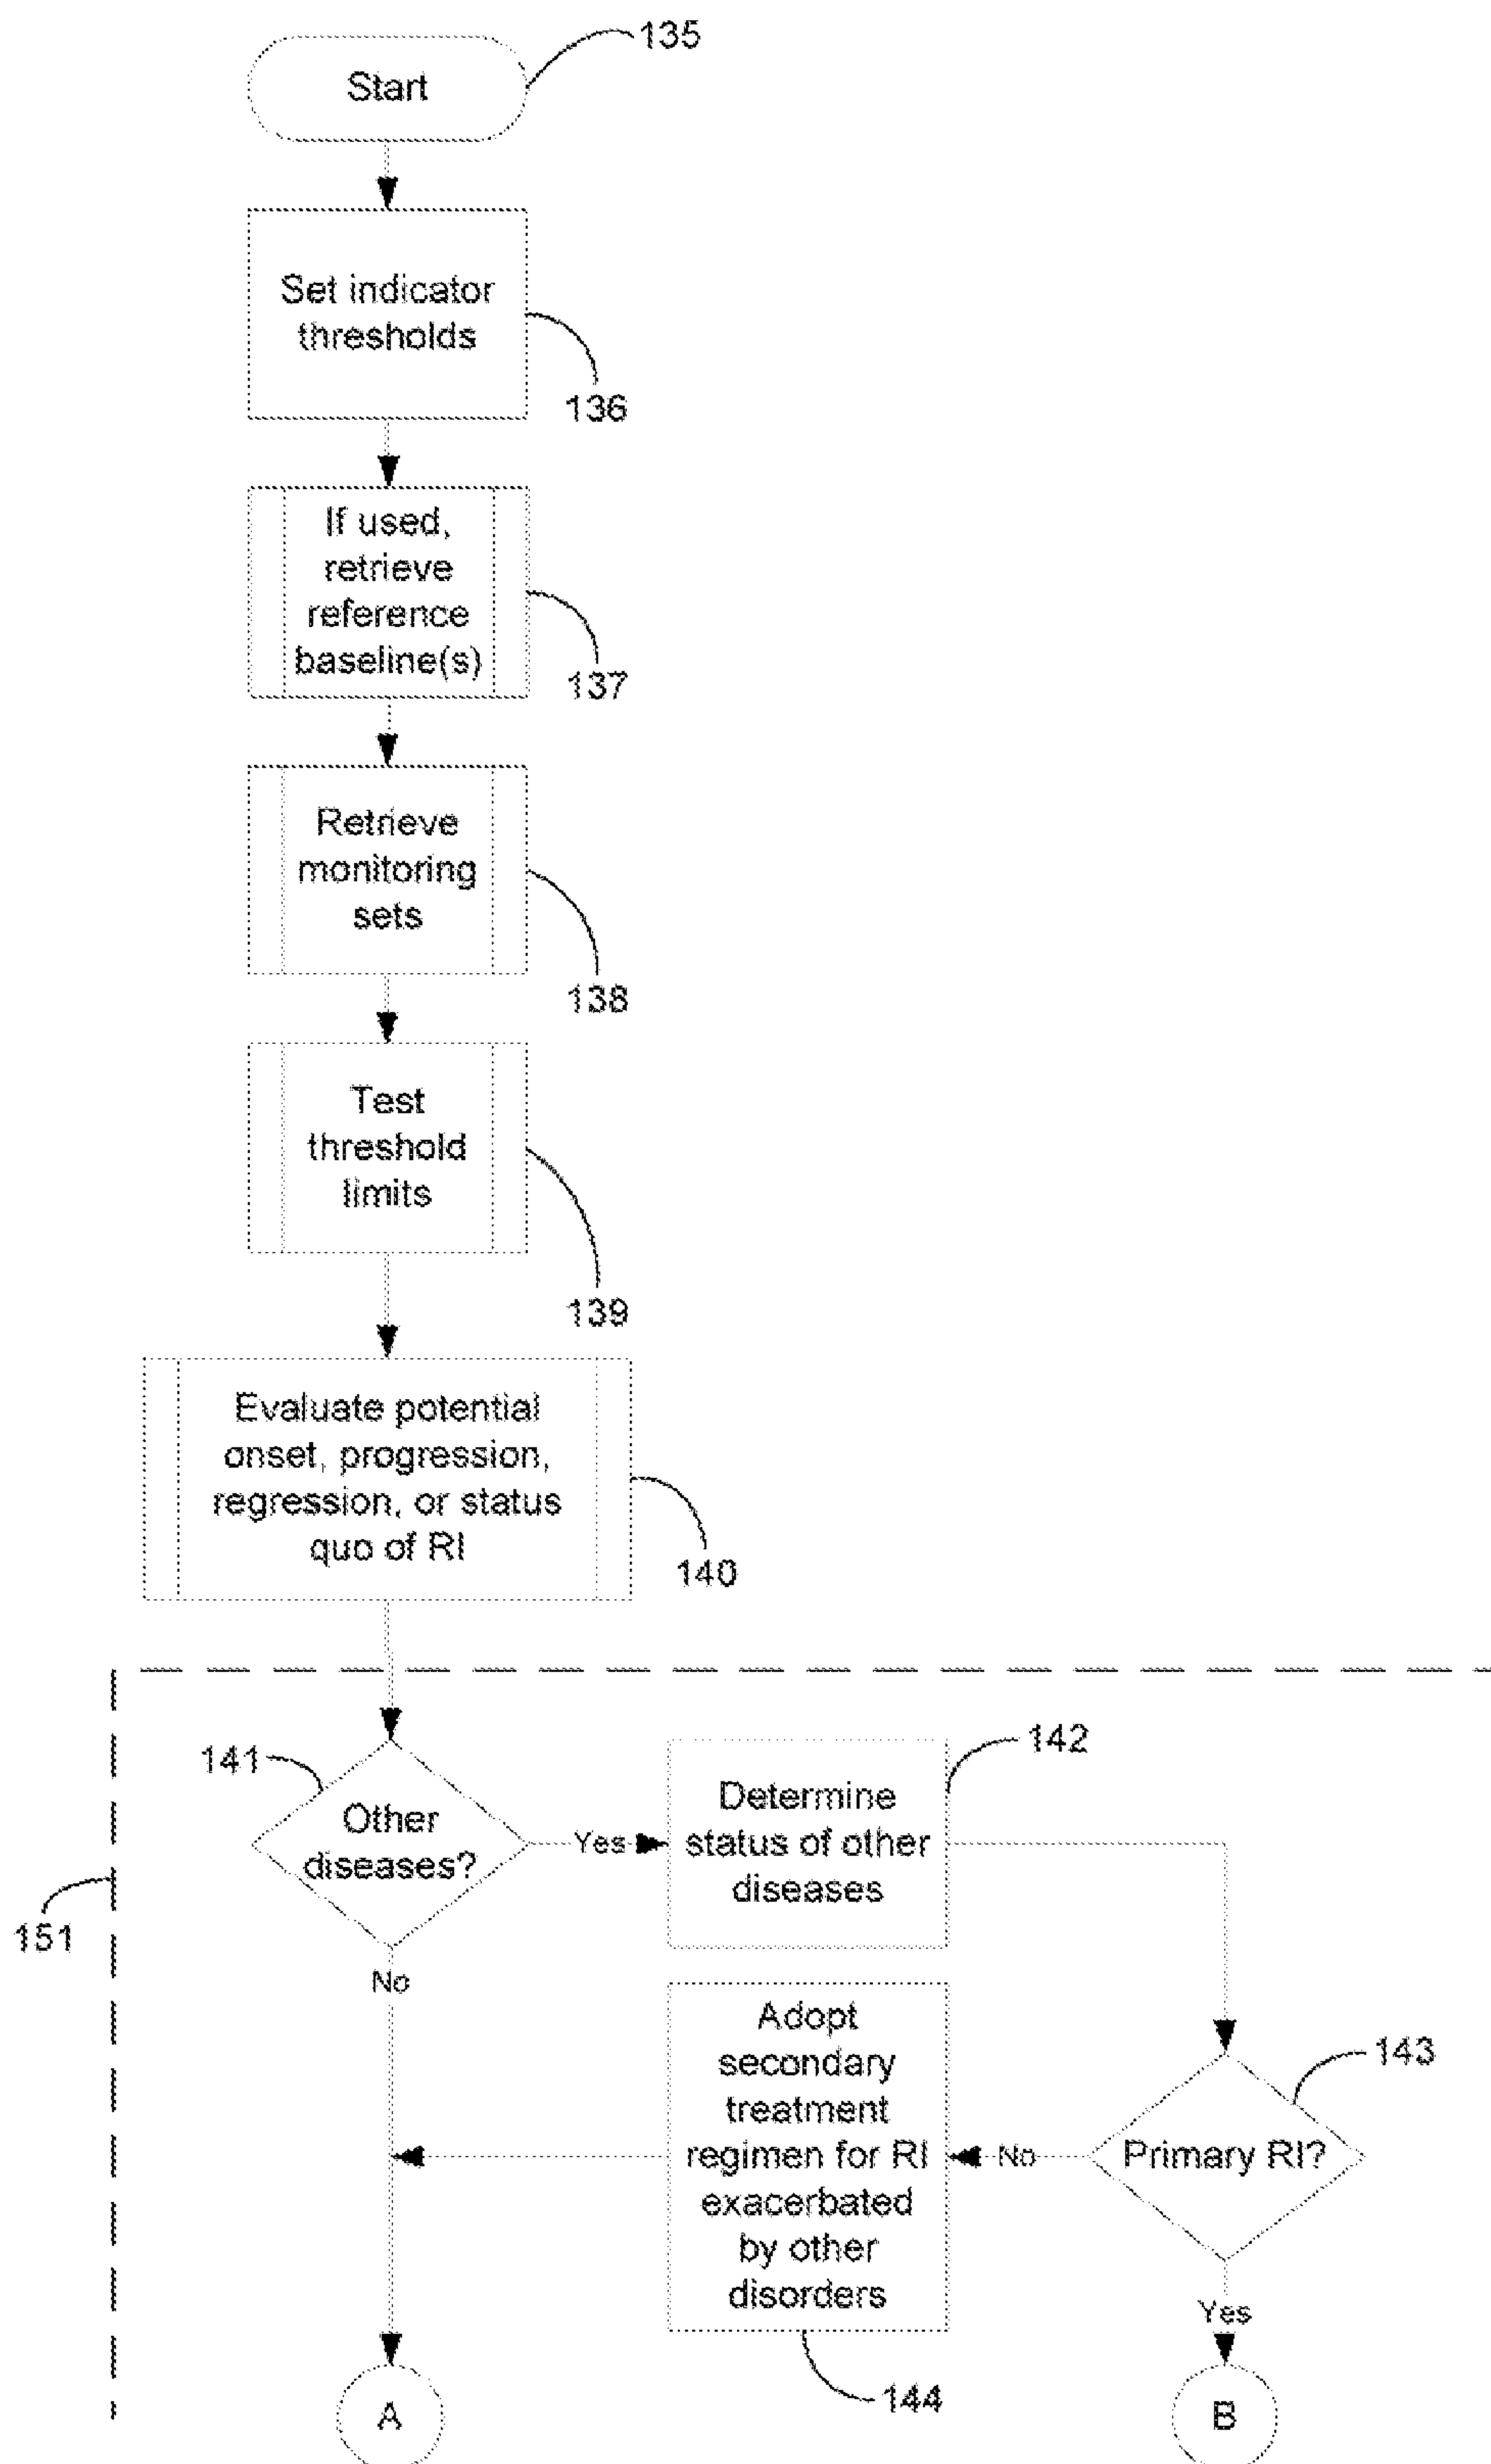 135
Start
Set indicator
thresholds
136
If used,
retrieve
reference
baseline(s)
137
Retrieve
monitoring
sets
138
Test
threshold
limits
139
Evaluate potential
onset, progression,
regression, or status
quo of RI
140
141
Other
diseases?
Yes
No
142
Determine
status of other
diseases
151
143
Primary RI?
No
Yes
Adopt
secondary
treatment
regimen for RI
exacerbated
by other
disorders
144
A
B